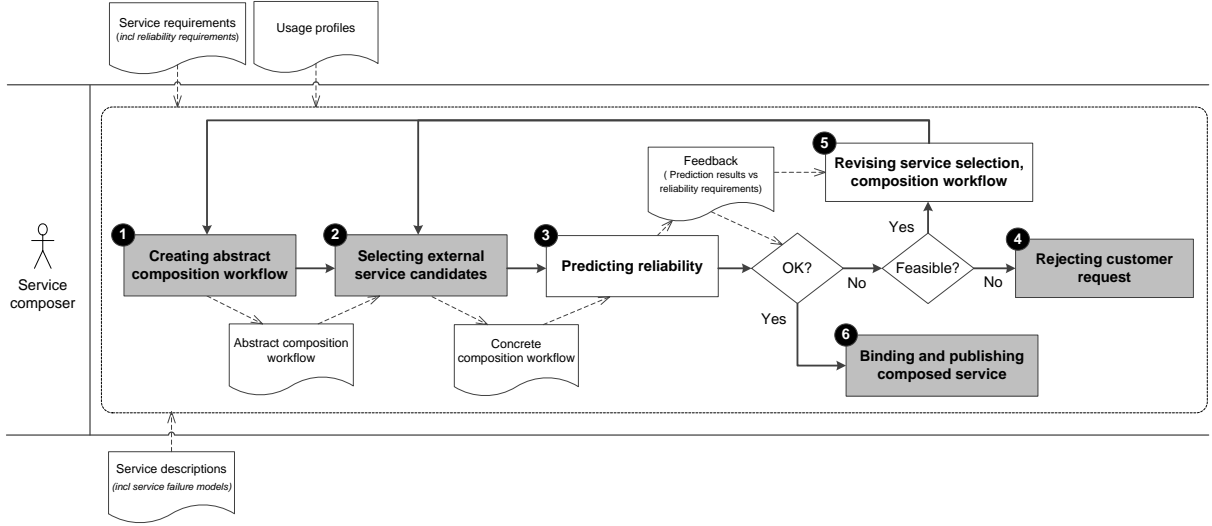 Service requirements
(incl reliability requirements)
Usage profiles
Service
composer
1
Creating abstract
composition workflow
2
Selecting external
service candidates
3
Predicting reliability
Feedback
( Prediction results vs
reliability requirements)
5
Revising service selection,
composition workflow
OK?
No
Yes
Feasible?
Yes
No
4
Rejecting customer
request
6
Binding and publishing
composed service
Abstract composition
workflow
Concrete
composition workflow
Service descriptions
(incl service failure models)